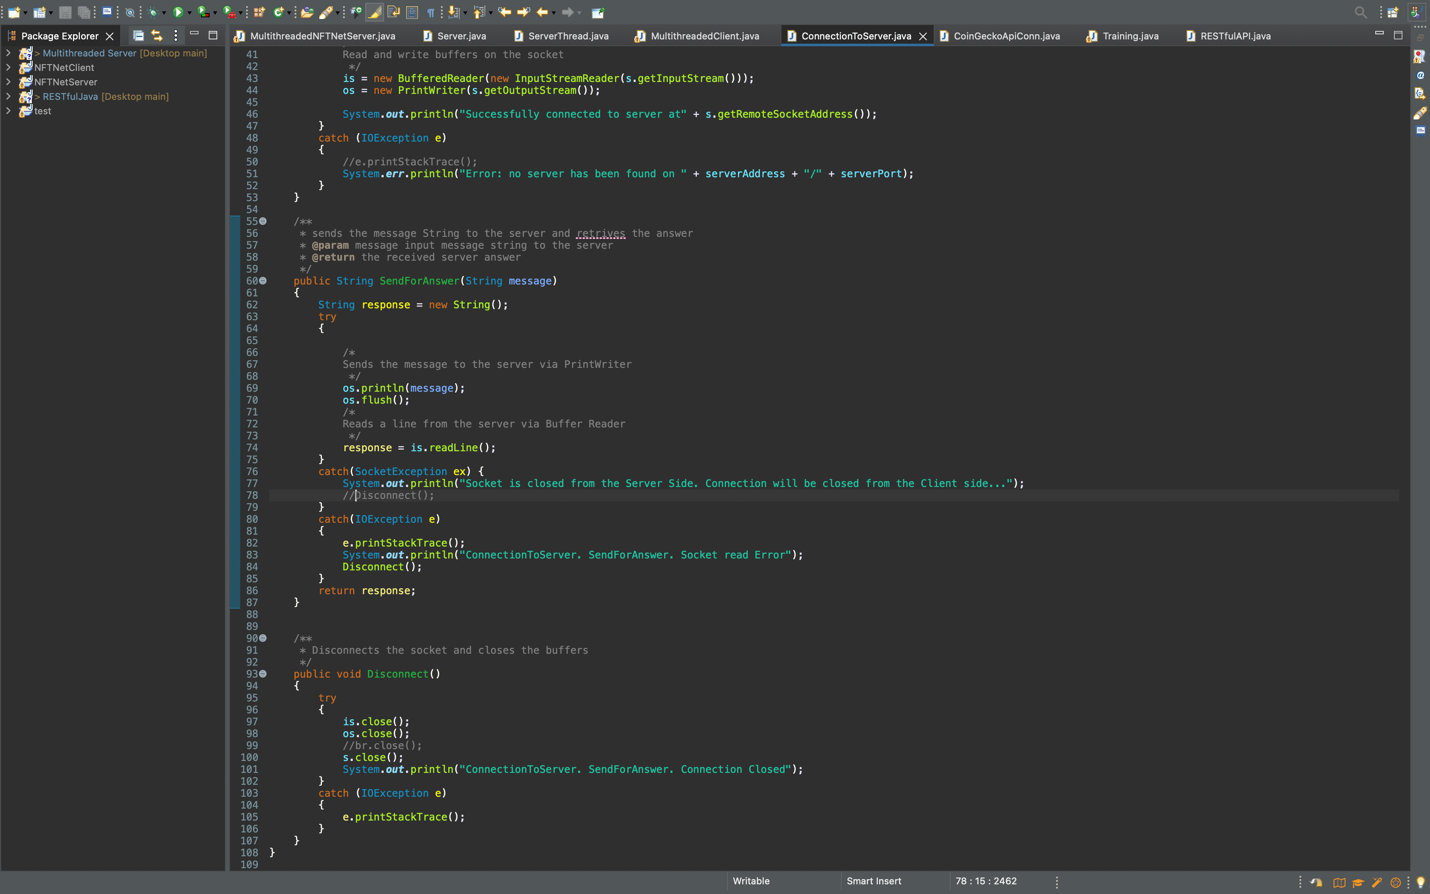 Package Explorer
MultithreadedNFTNetServer.java
Server.java
ServerThread.java
MultithreadedClient.java
ConnectionToServer.java
CoinGeckoApiConn.java
Training.java
RESTfulAPI.java
> Multithreaded Server [Desktop main]
NFTNetClient
NFTNetServer
> RESTfulJava [Desktop main]
test
41 Read and write buffers on the socket
42 */
43 is = new BufferedReader(new InputStreamReader(s.getInputStream()));
44 os = new PrintWriter(s.getOutputStream());
45
46 System.out.println("Successfully connected to server at" + s.getRemoteSocketAddress());
47 }
48 catch (IOException e)
49 {
50 //e.printStackTrace();
51 System.err.println("Error: no server has been found on " + serverAddress + "/" + serverPort);
52 }
53 }
54
55 /**
56 * sends the message String to the server and retrives the answer
57 * @param message input message string to the server
58 * @return the received server answer
59 */
60 public String SendForAnswer(String message)
61 {
62 String response = new String();
63 try
64 {
65
66 /*
67 Sends the message to the server via PrintWriter
68 */
69 os.println(message);
70 os.flush();
71 /*
72 Reads a line from the server via Buffer Reader
73 */
74 response = is.readLine();
75 }
76 catch(SocketException ex) {
77 System.out.println("Socket is closed from the Server Side. Connection will be closed from the Client side...");
78 //Disconnect();
79 }
80 catch(IOException e)
81 {
82 e.printStackTrace();
83 System.out.println("ConnectionToServer. SendForAnswer. Socket read Error");
84 Disconnect();
85 }
86 return response;
87 }
88
89
90 /**
91 * Disconnects the socket and closes the buffers
92 */
93 public void Disconnect()
94 {
95 try
96 {
97 is.close();
98 os.close();
99 //br.close();
100 s.close();
101 System.out.println("ConnectionToServer. SendForAnswer. Connection Closed");
102 }
103 catch (IOException e)
104 {
105 e.printStackTrace();
106 }
107 }
108 }
109
Writable
Smart Insert
78 : 15 : 2462